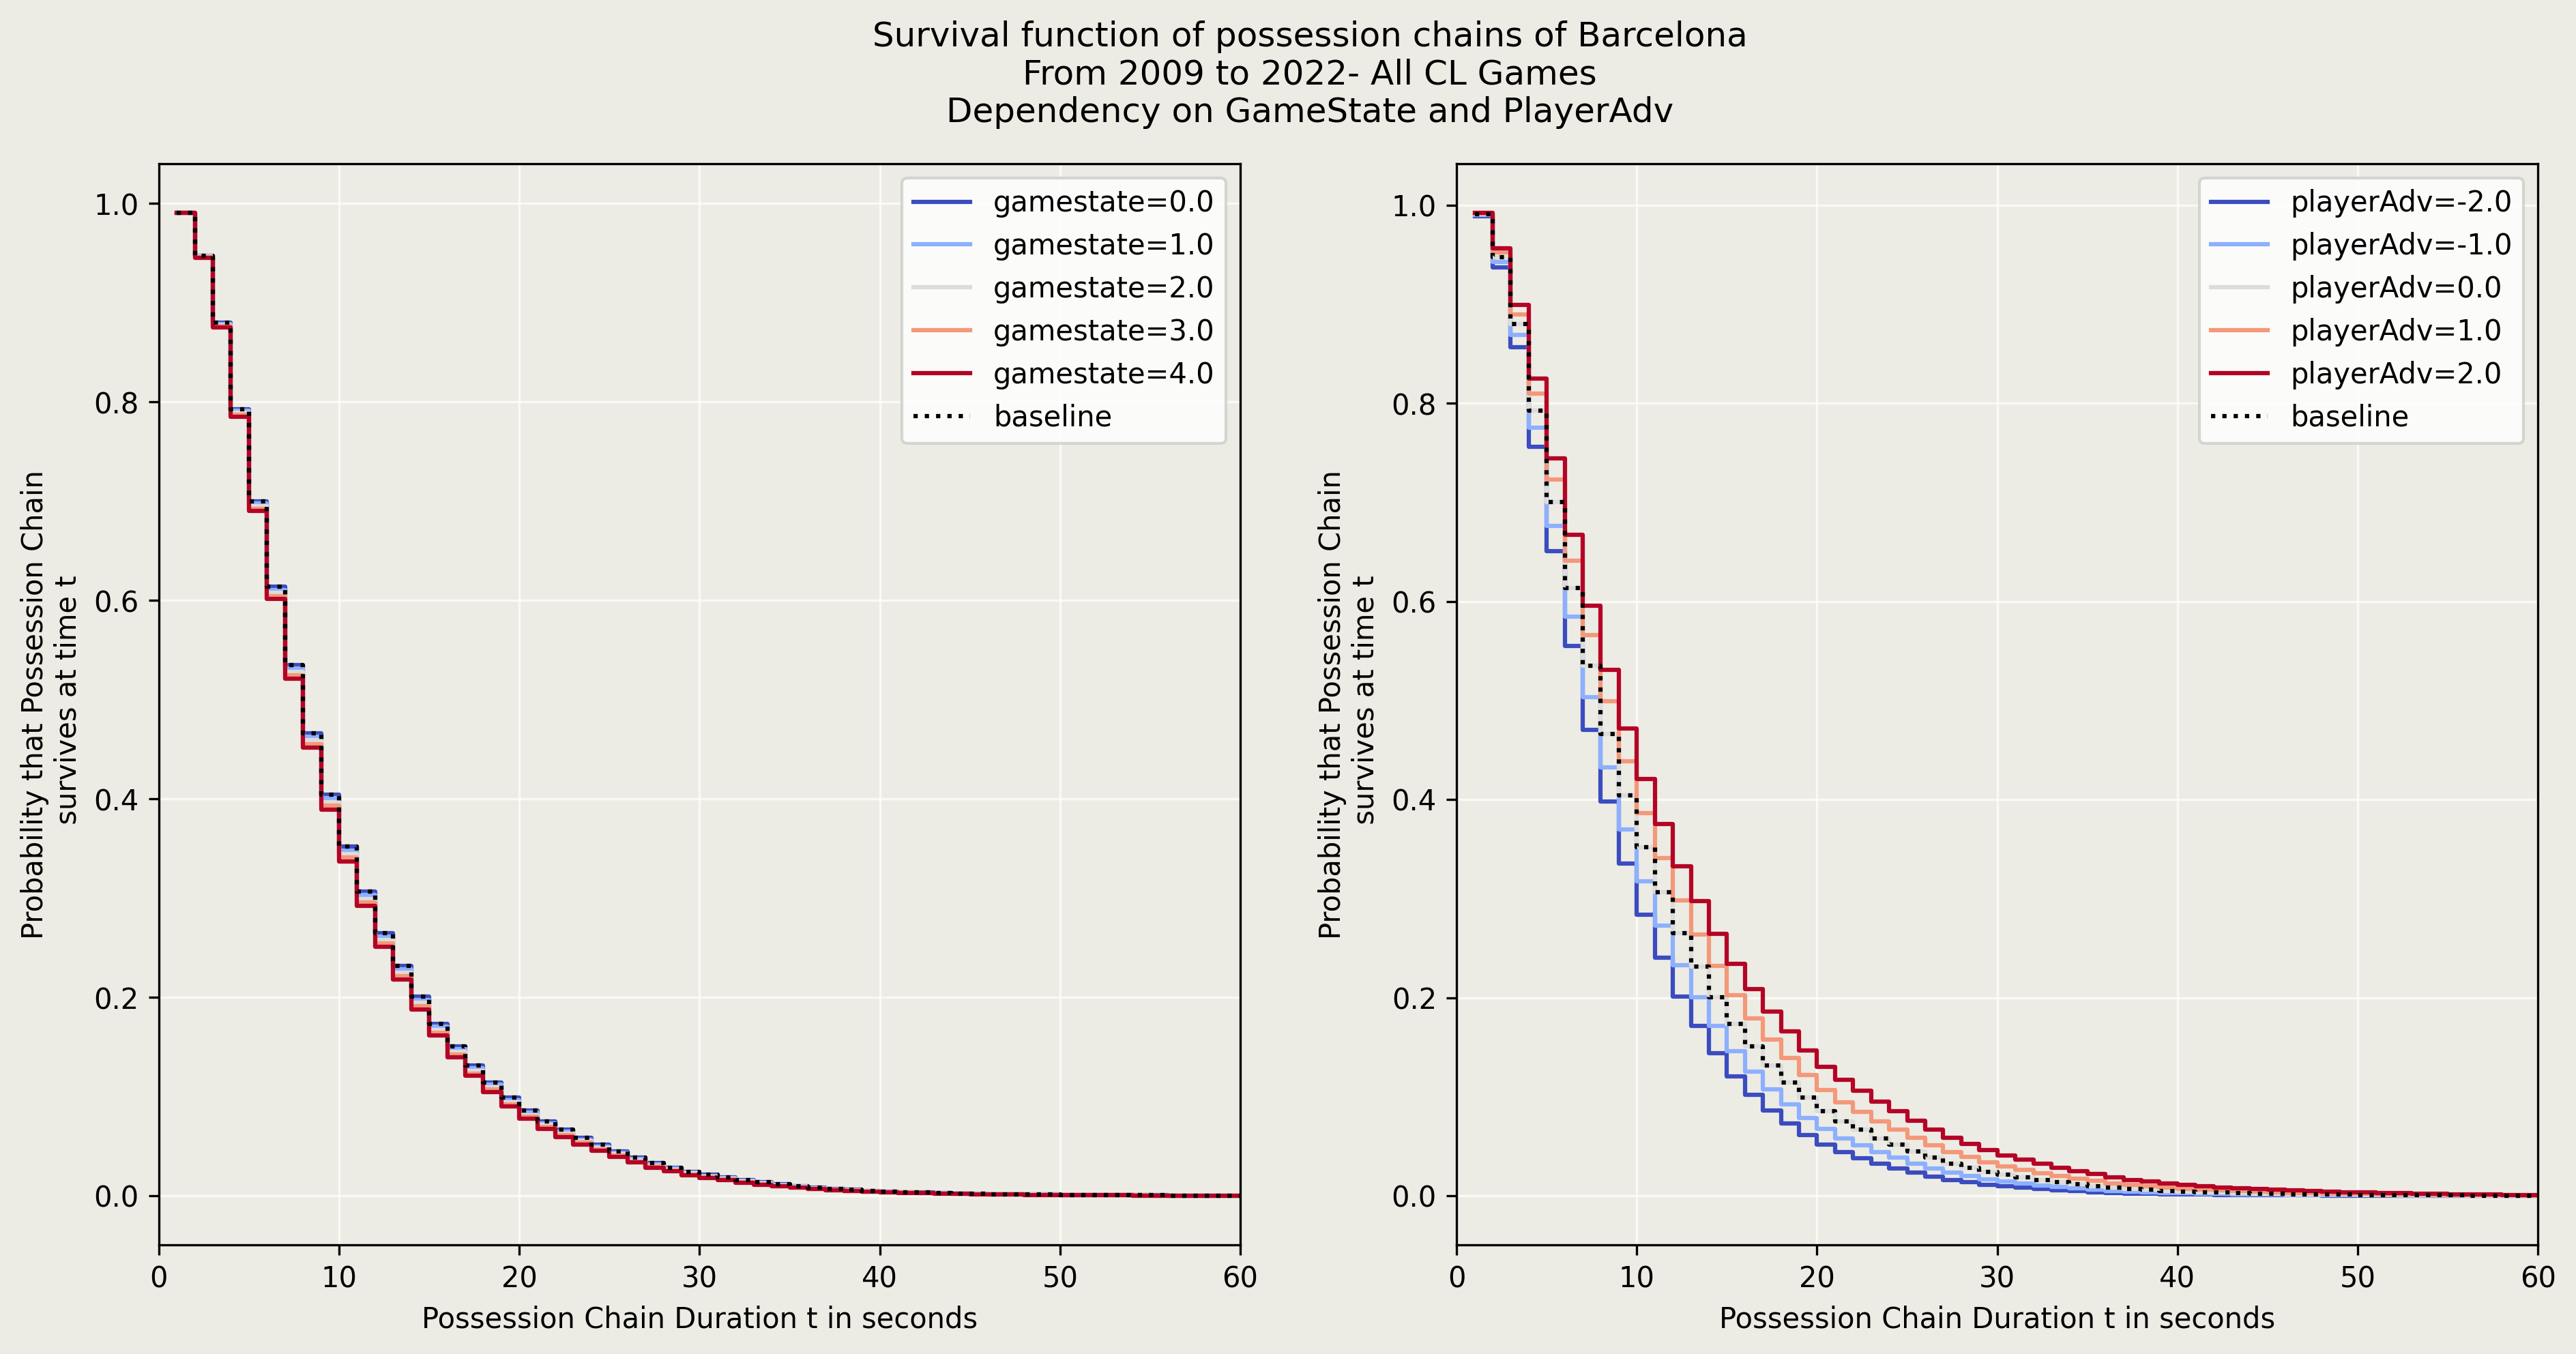 Survival function of possession chains of Barcelona
From 2009 to 2022- All CL Games
Dependency on GameState and PlayerAdv
Probability that Possession Chain
survives at time t
1.0
0.8
0.6
0.4
0.2
0.0
gamestate=0.0
gamestate=1.0
gamestate=2.0
gamestate=3.0
gamestate=4.0
baseline
0 10 20 30 40 50 60
Possession Chain Duration t in seconds
Probability that Possession Chain
survives at time t
1.0
0.8
0.6
0.4
0.2
0.0
playerAdv=-2.0
playerAdv=-1.0
playerAdv=0.0
playerAdv=1.0
playerAdv=2.0
baseline
0 10 20 30 40 50 60
Possession Chain Duration t in seconds